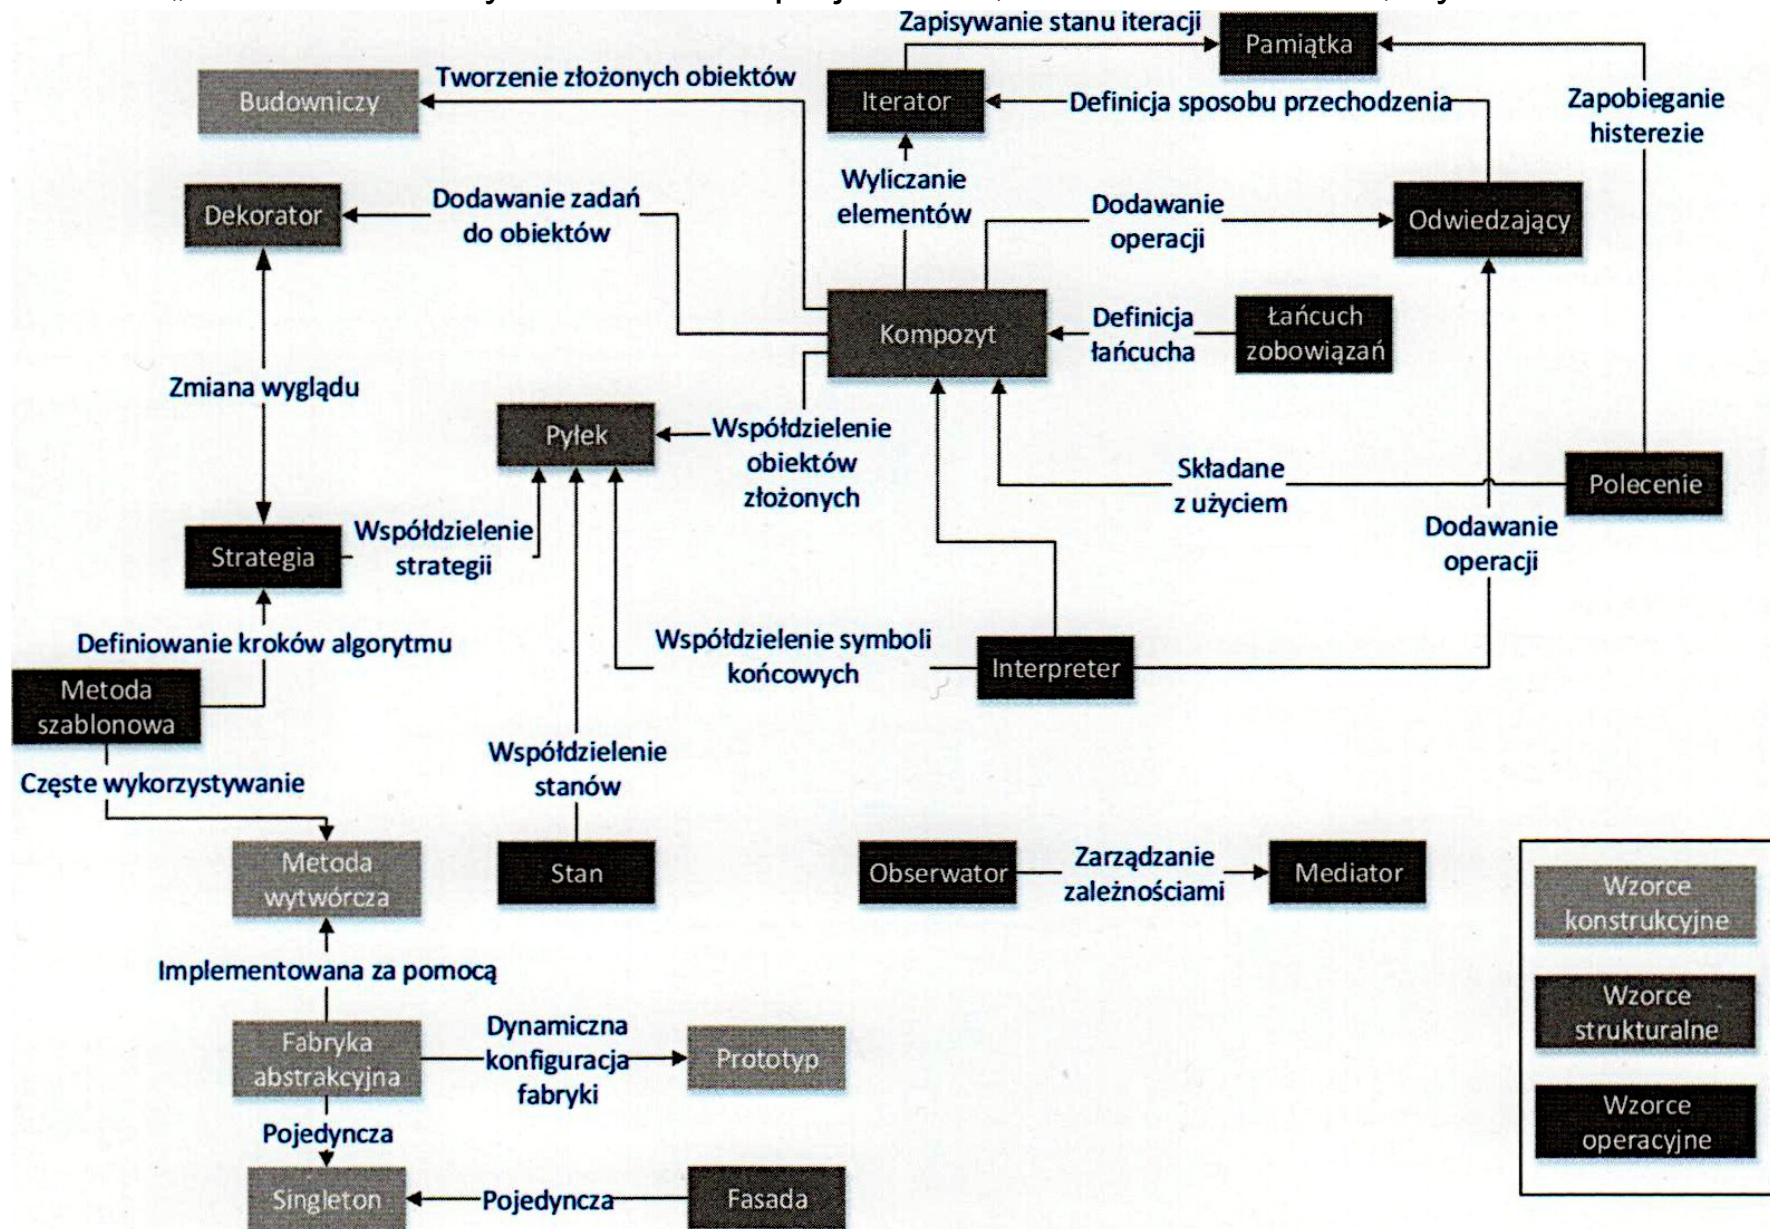 Zapisywanie stanu iteracji
Pamiątka
Tworzenie złożonych obiektów
Budowniczy
Iterator
Definicja sposobu przechodzenia
Zapobieganie
histerezie
Dekorator
Dodawanie zadań
do obiektów
Wyliczanie
elementów
Dodawanie
operacji
Odwiedzający
Kompozyt
Definicja
łańcucha
Łańcuch
zobowiązań
Zmiana wyglądu
Pyłek
Współdzielenie
obiektów
złożonych
Składane
z użyciem
Polecenie
Strategia
Współdzielenie
strategii
Dodawanie
operacji
Definiowanie kroków algorytmu
Współdzielenie symboli
końcowych
Interpreter
Metoda
szablonowa
Częste wykorzystywanie
Współdzielenie
stanów
Metoda
wytwórcza
Stan
Obserwator
Zarządzanie
zależnościami
Mediator
Wzorce
konstrukcyjne
Implementowana za pomocą
Wzorce
strukturalne
Fabryka
abstrakcyjna
Dynamiczna
konfiguracja
fabryki
Prototyp
Wzorce
operacyjne
Pojedyncza
Singleton
Pojedyncza
Fasada